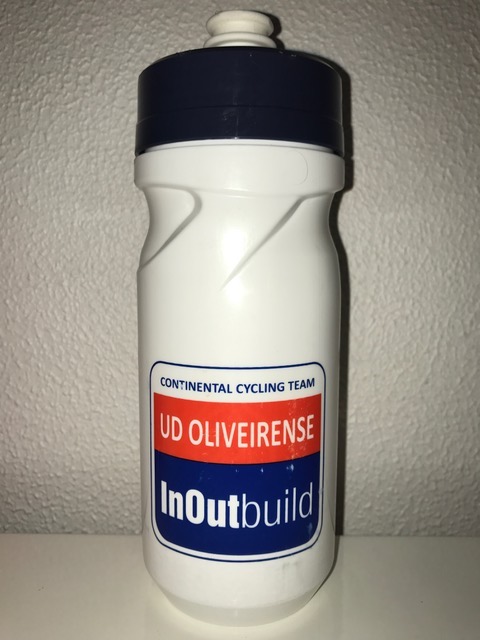 CONTINENTAL CYCLING TEAM
UD OLIVEIRENSE
InOutbuild